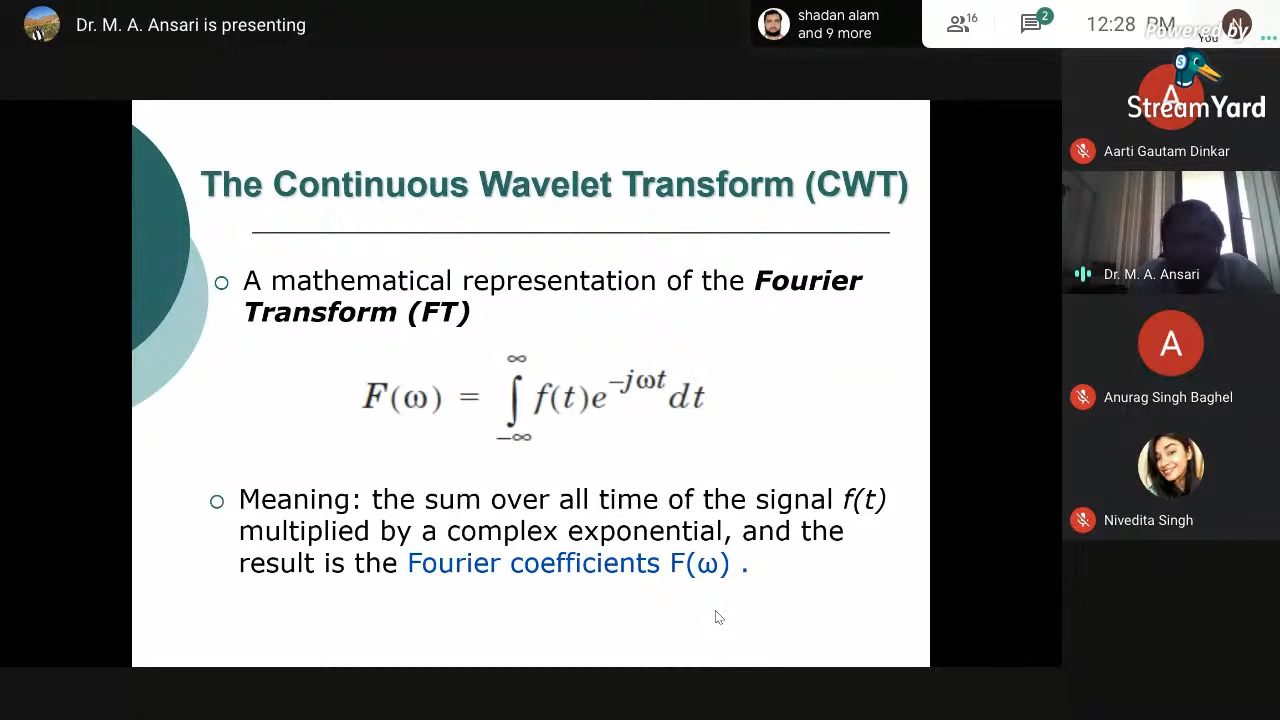 Dr. M. A. Ansari is presenting
shadan alam
and 9 more
16
2
12:28 PM
N
You
Powered by
S
A
StreamYard
Aarti Gautam Dinkar
The Continuous Wavelet Transform (CWT)
A mathematical representation of the Fourier
Transform (FT)
F(ω) = ∫_{-∞}^{∞} f(t)e^{-jωt}dt
Meaning: the sum over all time of the signal f(t)
multiplied by a complex exponential, and the
result is the Fourier coefficients F(ω) .
Dr. M. A. Ansari
A
Anurag Singh Baghel
Nivedita Singh